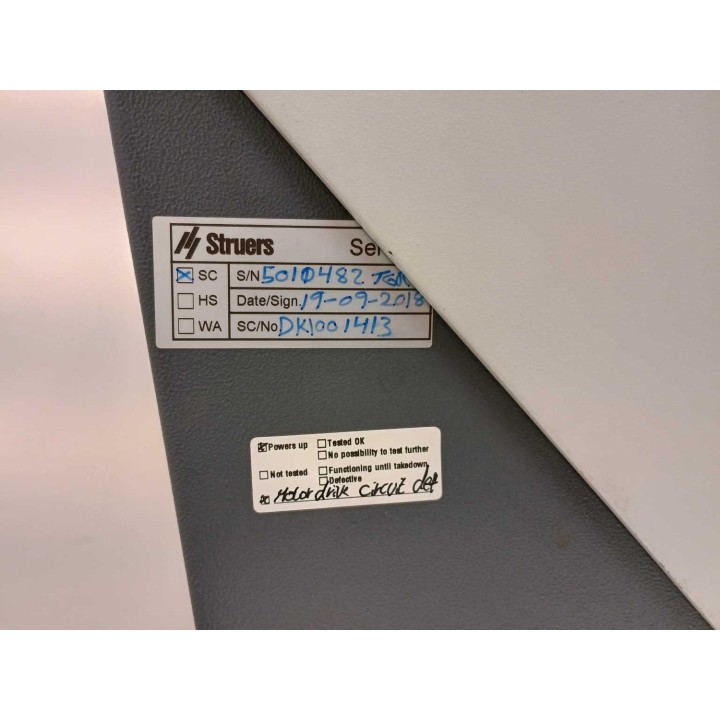 Struers
SC S/N 5010482
HS Date/Sign. 19-09-2018
WA SC/No DK1001413
Powers up Tested OK
No possibility to test further
Not tested Functioning until takedown
Defective
Motor drive circuit def